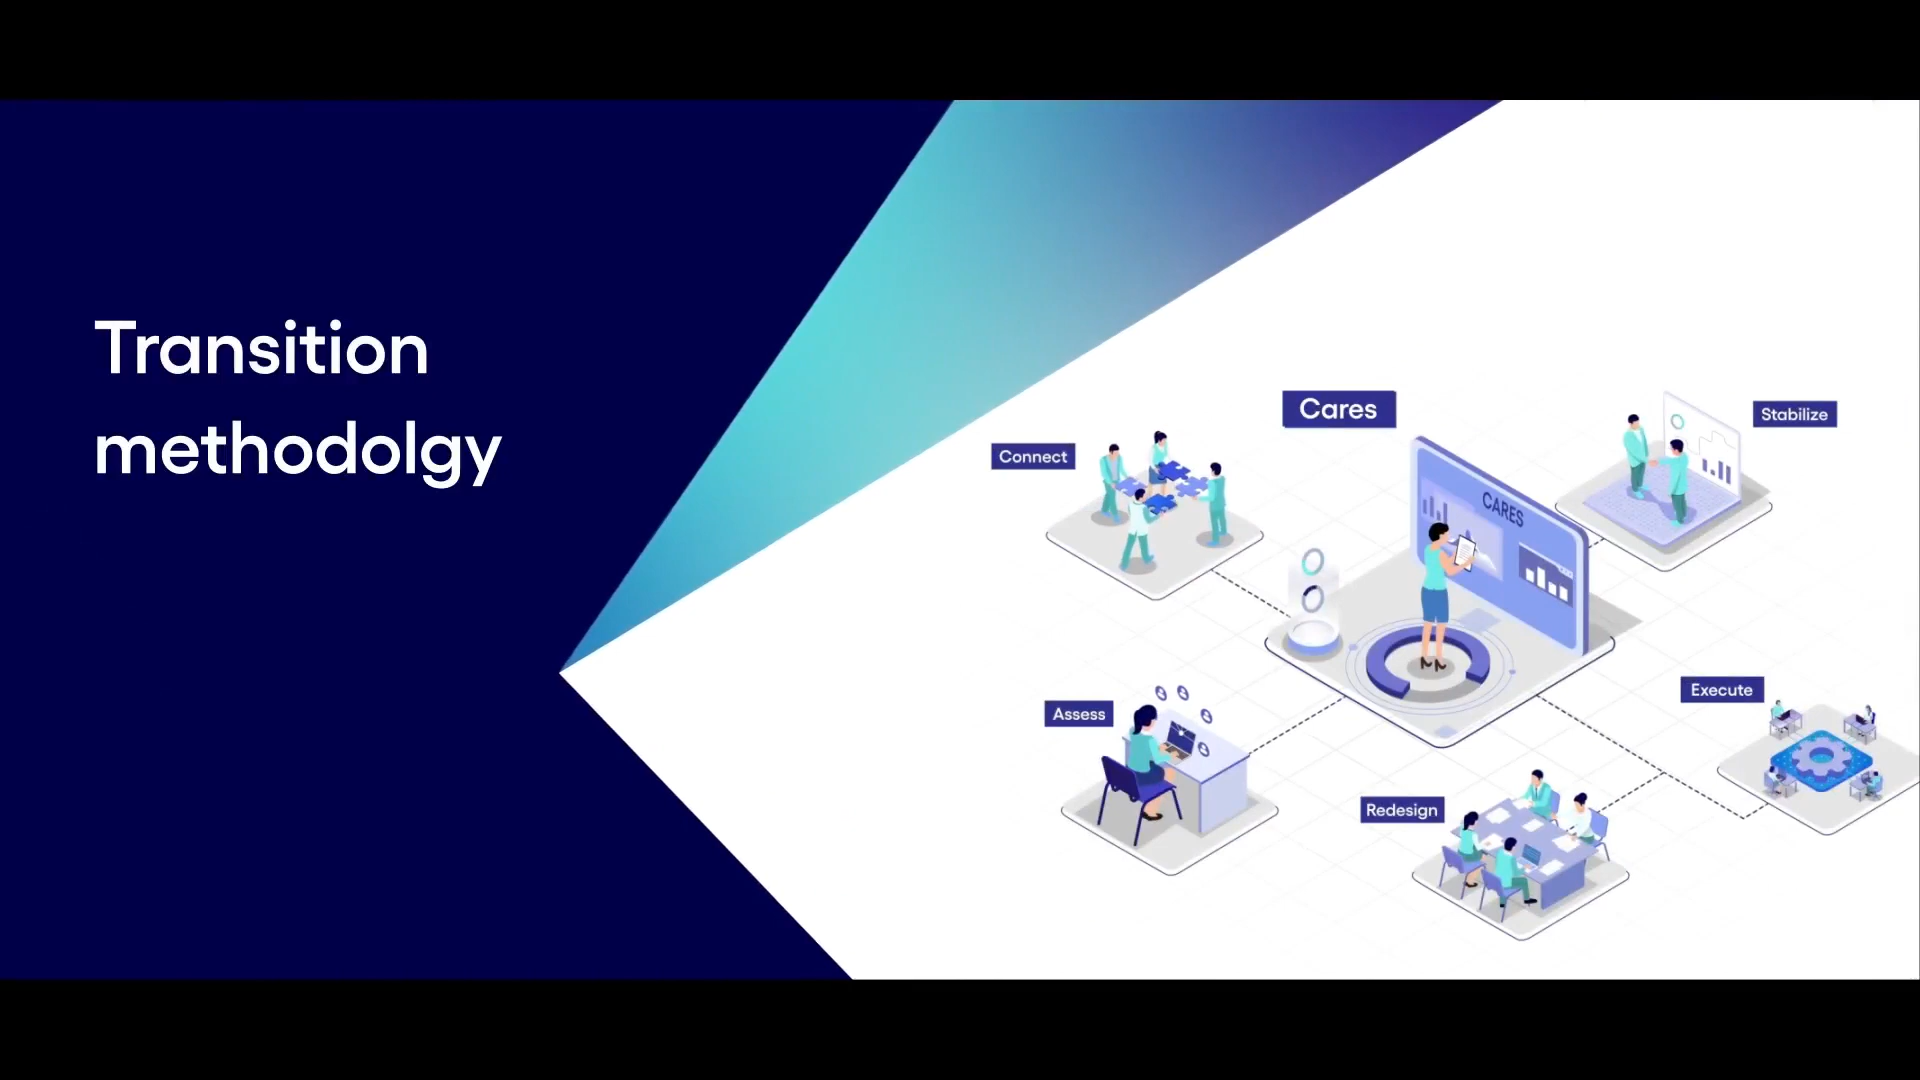 Transition
methodolgy
Cares
Connect
Stabilize
CARES
Assess
Execute
Redesign